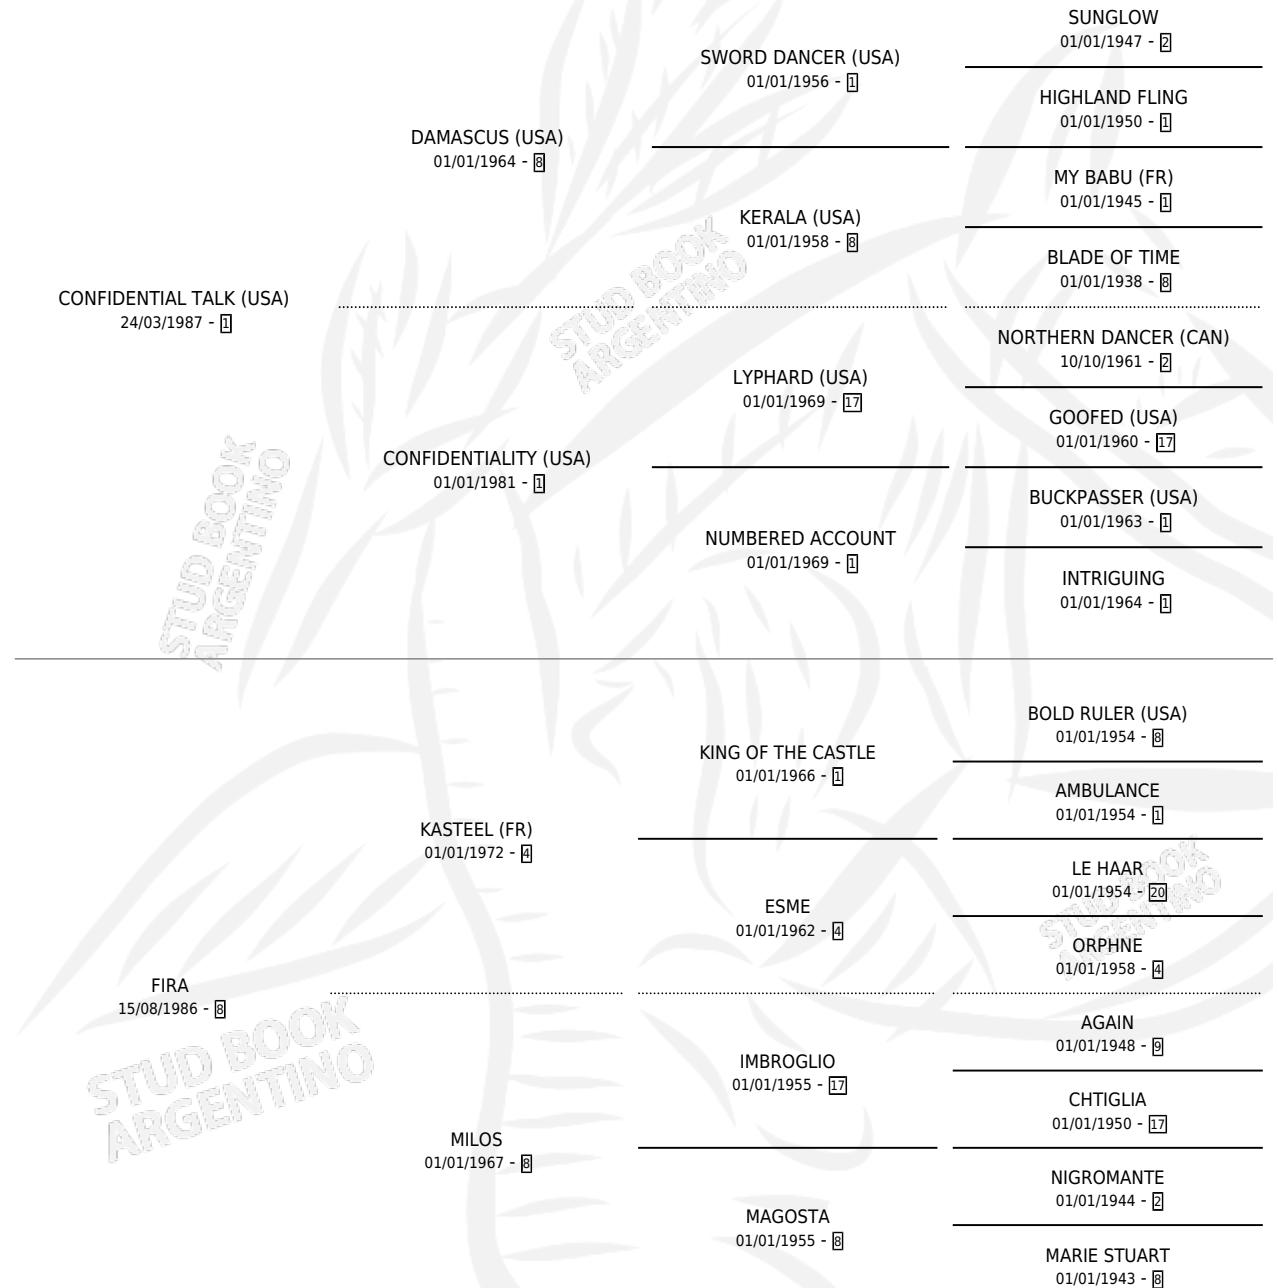 SUNGLOW
01/01/1947 - 2
SWORD DANCER (USA)
01/01/1956 - 1
HIGHLAND FLING
01/01/1950 - 1
DAMASCUS (USA)
01/01/1964 - 8
MY BABU (FR)
01/01/1945 - 1
KERALA (USA)
01/01/1958 - 8
BLADE OF TIME
01/01/1938 - 8
CONFIDENTIAL TALK (USA)
24/03/1987 - 1
NORTHERN DANCER (CAN)
10/10/1961 - 2
LYPHARD (USA)
01/01/1969 - 17
GOOFED (USA)
01/01/1960 - 17
CONFIDENTIALITY (USA)
01/01/1981 - 1
BUCKPASSER (USA)
01/01/1963 - 1
NUMBERED ACCOUNT
01/01/1969 - 1
INTRIGUING
01/01/1964 - 1
BOLD RULER (USA)
01/01/1954 - 8
KING OF THE CASTLE
01/01/1966 - 1
AMBULANCE
01/01/1954 - 1
KASTEEL (FR)
01/01/1972 - 4
LE HAAR
01/01/1954 - 20
ESME
01/01/1962 - 4
ORPHNE
01/01/1958 - 4
FIRA
15/08/1986 - 8
AGAIN
01/01/1948 - 9
IMBROGLIO
01/01/1955 - 17
CHTIGLIA
01/01/1950 - 17
MILOS
01/01/1967 - 8
NIGROMANTE
01/01/1944 - 2
MAGOSTA
01/01/1955 - 8
MARIE STUART
01/01/1943 - 8
STUD BOOK
ARGENTINO
STUD BOOK
ARGENTINO
STUD BOOK
ARGENTINO
STUD BOOK
ARGENTINO